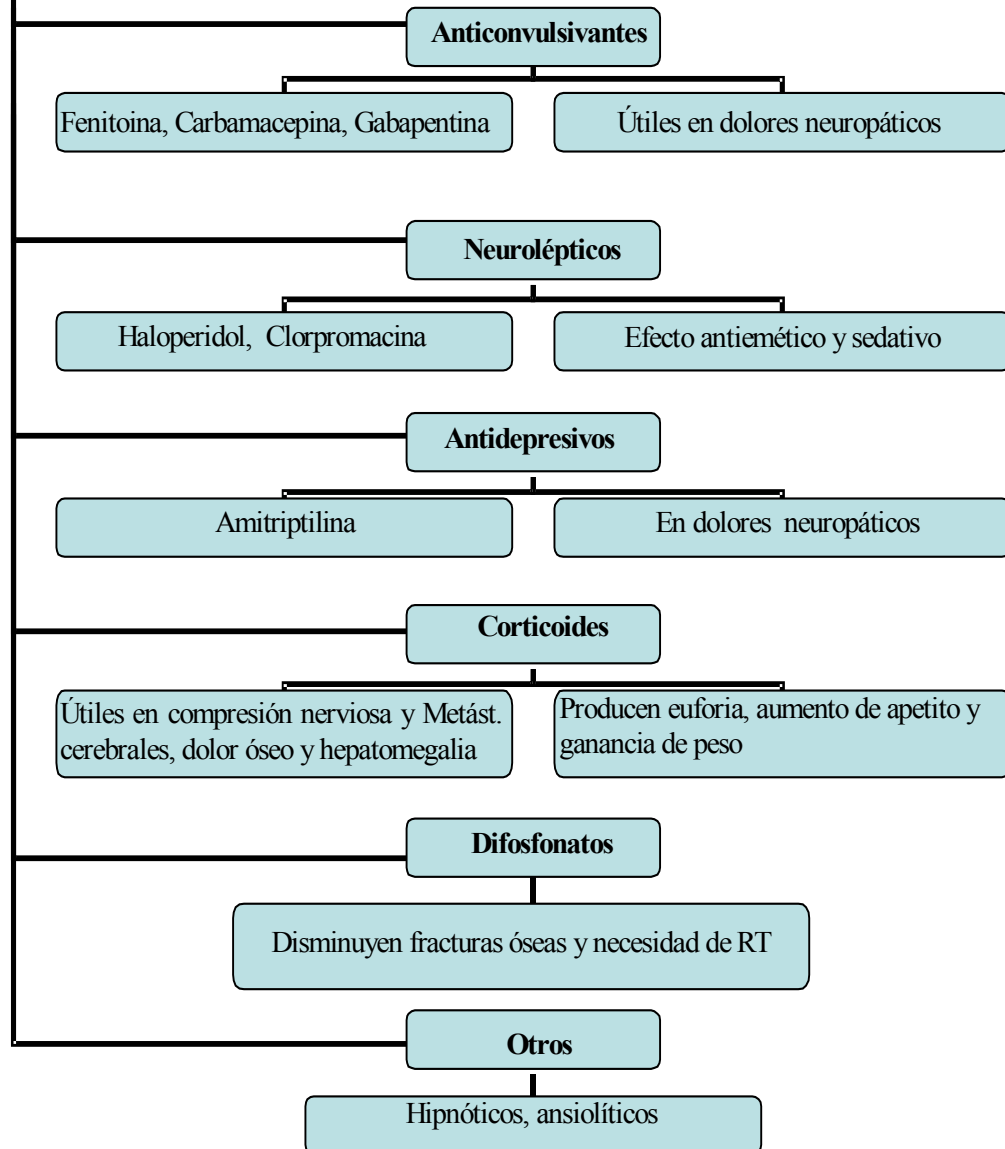 Anticonvulsivantes
Fenitoina, Carbamacepina, Gabapentina
Útiles en dolores neuropáticos
Neurolépticos
Haloperidol, Clorpromacina
Efecto antiemético y sedativo
Antidepresivos
Amitriptilina
En dolores neuropáticos
Corticoides
Útiles en compresión nerviosa y Metást.
cerebrales, dolor óseo y hepatomegalia
Producen euforia, aumento de apetito y
ganancia de peso
Difosfonatos
Disminuyen fracturas óseas y necesidad de RT
Otros
Hipnóticos, ansiolíticos